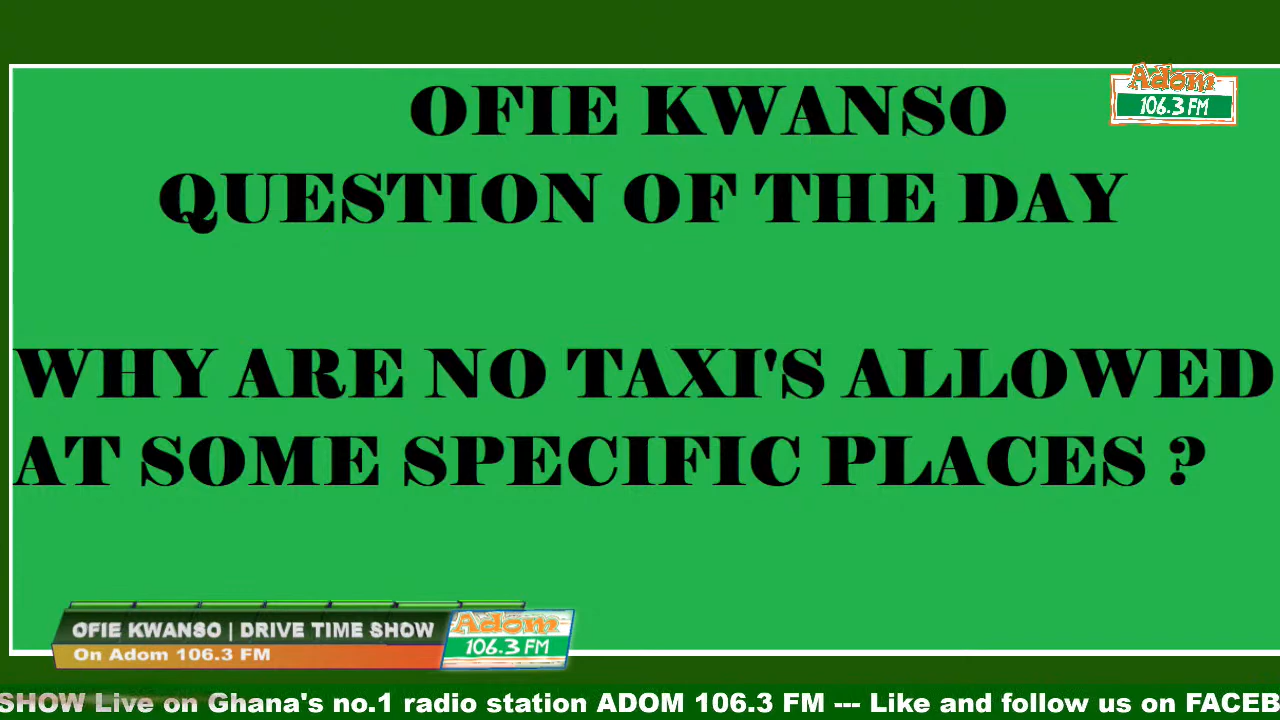 OFIE KWANSO
Adom
106.3 FM
QUESTION OF THE DAY
WHY ARE NO TAXI'S ALLOWED
AT SOME SPECIFIC PLACES ?
OFIE KWANSO | DRIVE TIME SHOW
On Adom 106.3 FM
Adom
106.3 FM
SHOW Live on Ghana's no.1 radio station ADOM 106.3 FM --- Like and follow us on FACEB